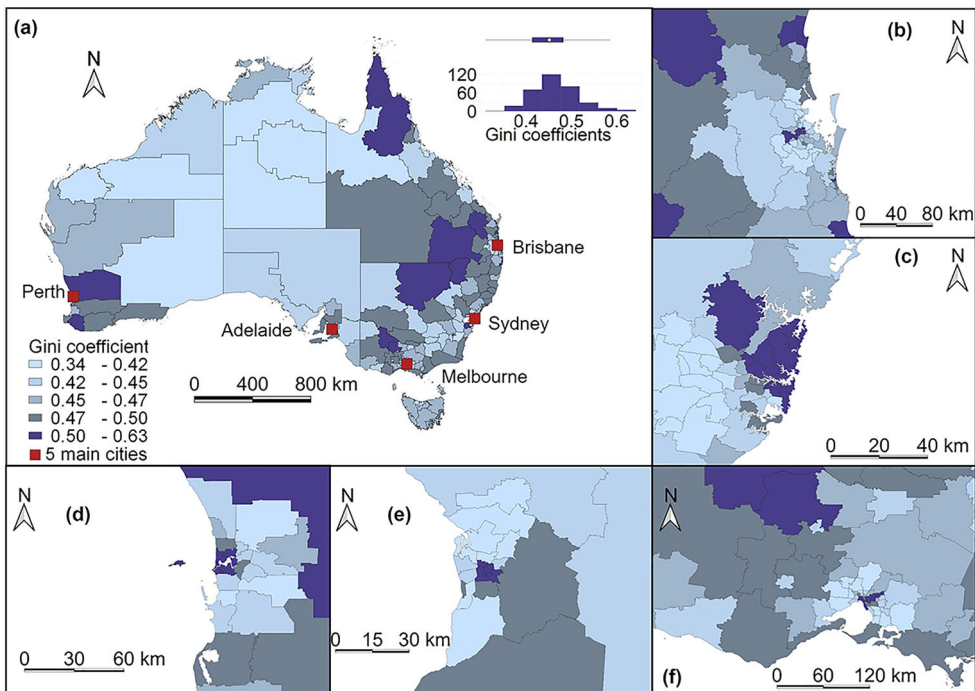 (a)
N
120
60
0
0.4 0.5 0.6
Gini coefficients
Brisbane
Perth
Adelaide
Sydney
Melbourne
Gini coefficient
0.34 - 0.42
0.42 - 0.45
0.45 - 0.47
0.47 - 0.50
0.50 - 0.63
5 main cities
0 400 800 km
(b)
N
0 40 80 km
(c)
N
0 20 40 km
(d)
N
0 30 60 km
(e)
N
0 15 30 km
(f)
N
0 60 120 km